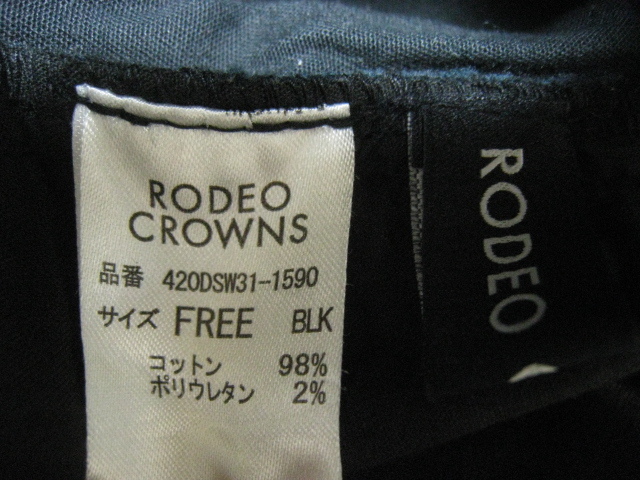 RODEO
CROWNS
品番 420DSW31-1590
サイズ FREE BLK
コットン 98%
ポリウレタン 2%
RODEO